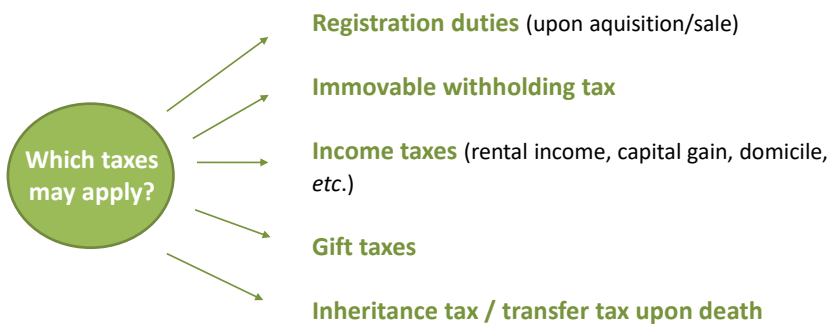 Registration duties (upon aquisition/sale)
Immovable withholding tax
Which taxes
may apply?
Income taxes (rental income, capital gain, domicile,
etc.)
Gift taxes
Inheritance tax / transfer tax upon death